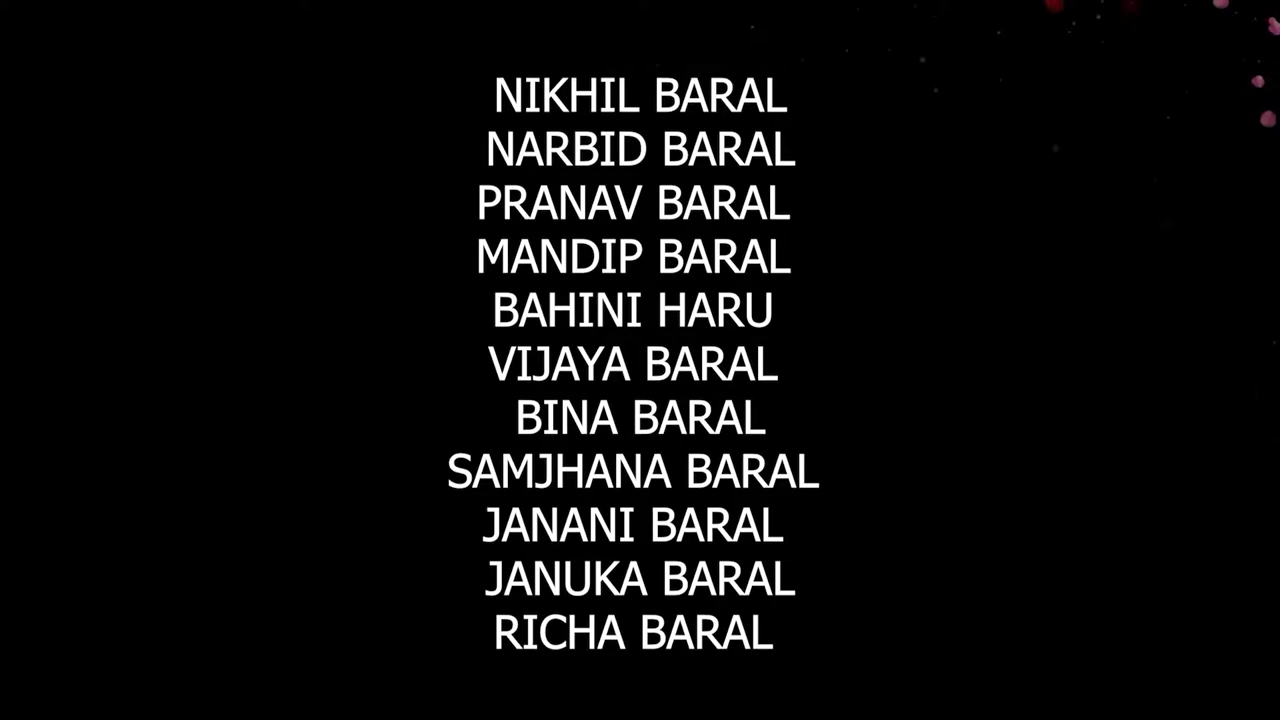 NIKHIL BARAL
NARBID BARAL
PRANAV BARAL
MANDIP BARAL
BAHINI HARU
VIJAYA BARAL
BINA BARAL
SAMJHANA BARAL
JANANI BARAL
JANUKA BARAL
RICHA BARAL